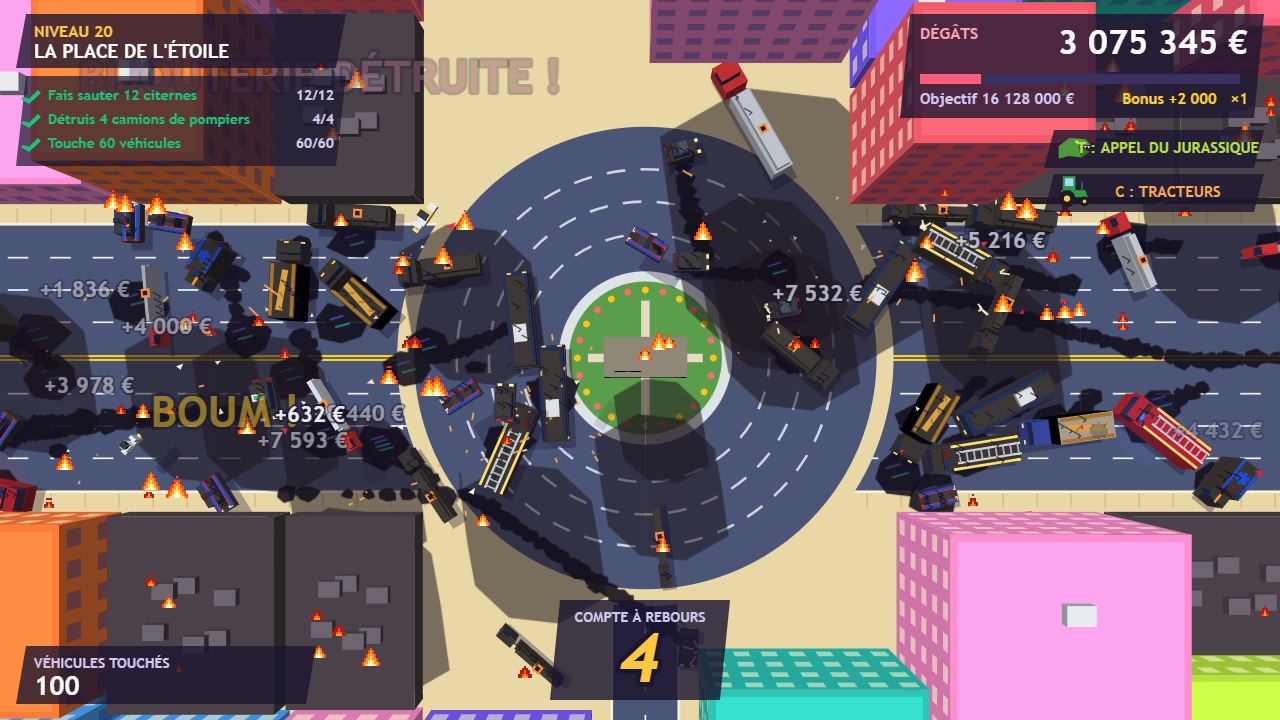 NIVEAU 20
LA PLACE DE L'ÉTOILE
Fais sauter 12 citernes 12/12
Détruis 4 camions de pompiers 4/4
Touche 60 véhicules 60/60
DÉTRUITE !
DÉGÂTS 3 075 345 €
Objectif 16 128 000 € Bonus +2 000 ×1
: APPEL DU JURASSIQUE
C : TRACTEURS
+5 216 €
+1 836 €
+7 532 €
+4 000 €
+3 978 €
BOUM !
+632 €
440 €
+7 593 €
+4 432 €
COMPTE À REBOURS
4
VÉHICULES TOUCHÉS
100